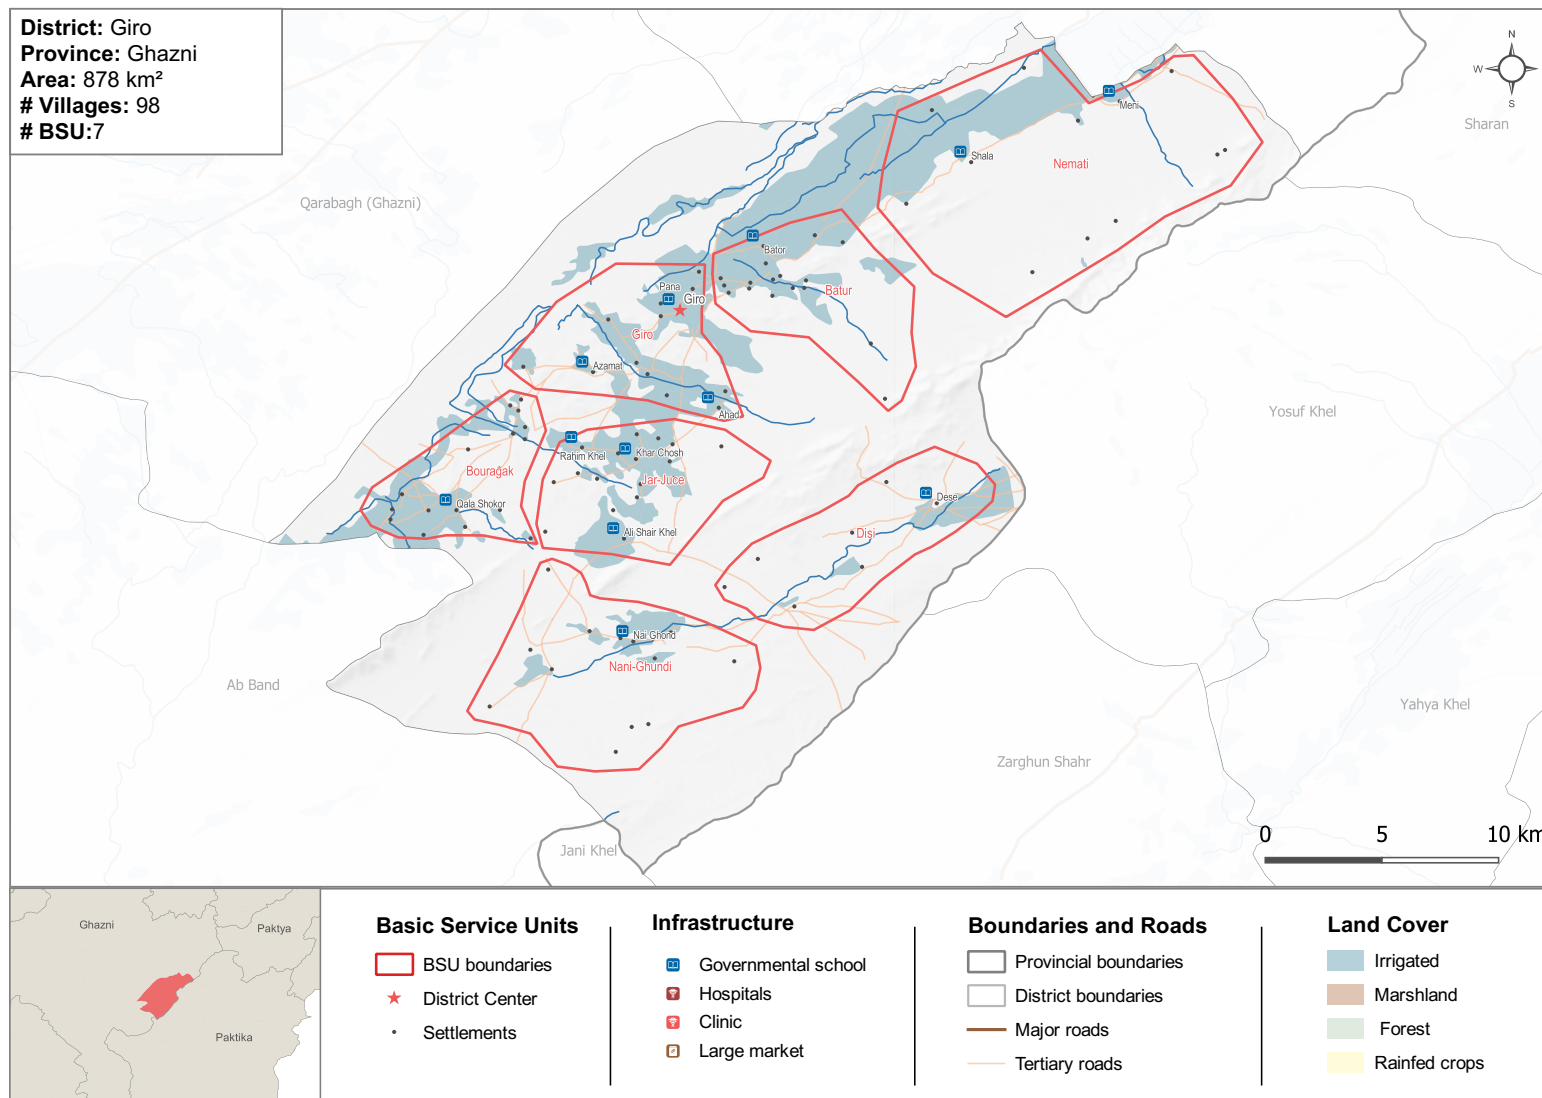 District: Giro
Province: Ghazni
Area: 878 km²
# Villages: 98
# BSU:7
N
W
S
Sharan
Meni
Nemati
Shala
Qarabagh (Ghazni)
Bator
Batur
Pana
Giro
Giro
Azamat
Ahad
Yosuf Khel
Rahim Khel
Khar Chosh
Bouragak
Jar-Juce
Qala Shokor
Dese
Disi
Ali Shair Khel
Nai Ghond
Nani-Ghundi
Ab Band
Yahya Khel
Zarghun Shahr
Jani Khel
0 5 10 km
Ghazni
Paktya
Paktika
Basic Service Units
BSU boundaries
District Center
Settlements
Infrastructure
Governmental school
Hospitals
Clinic
Large market
Boundaries and Roads
Provincial boundaries
District boundaries
Major roads
Tertiary roads
Land Cover
Irrigated
Marshland
Forest
Rainfed crops